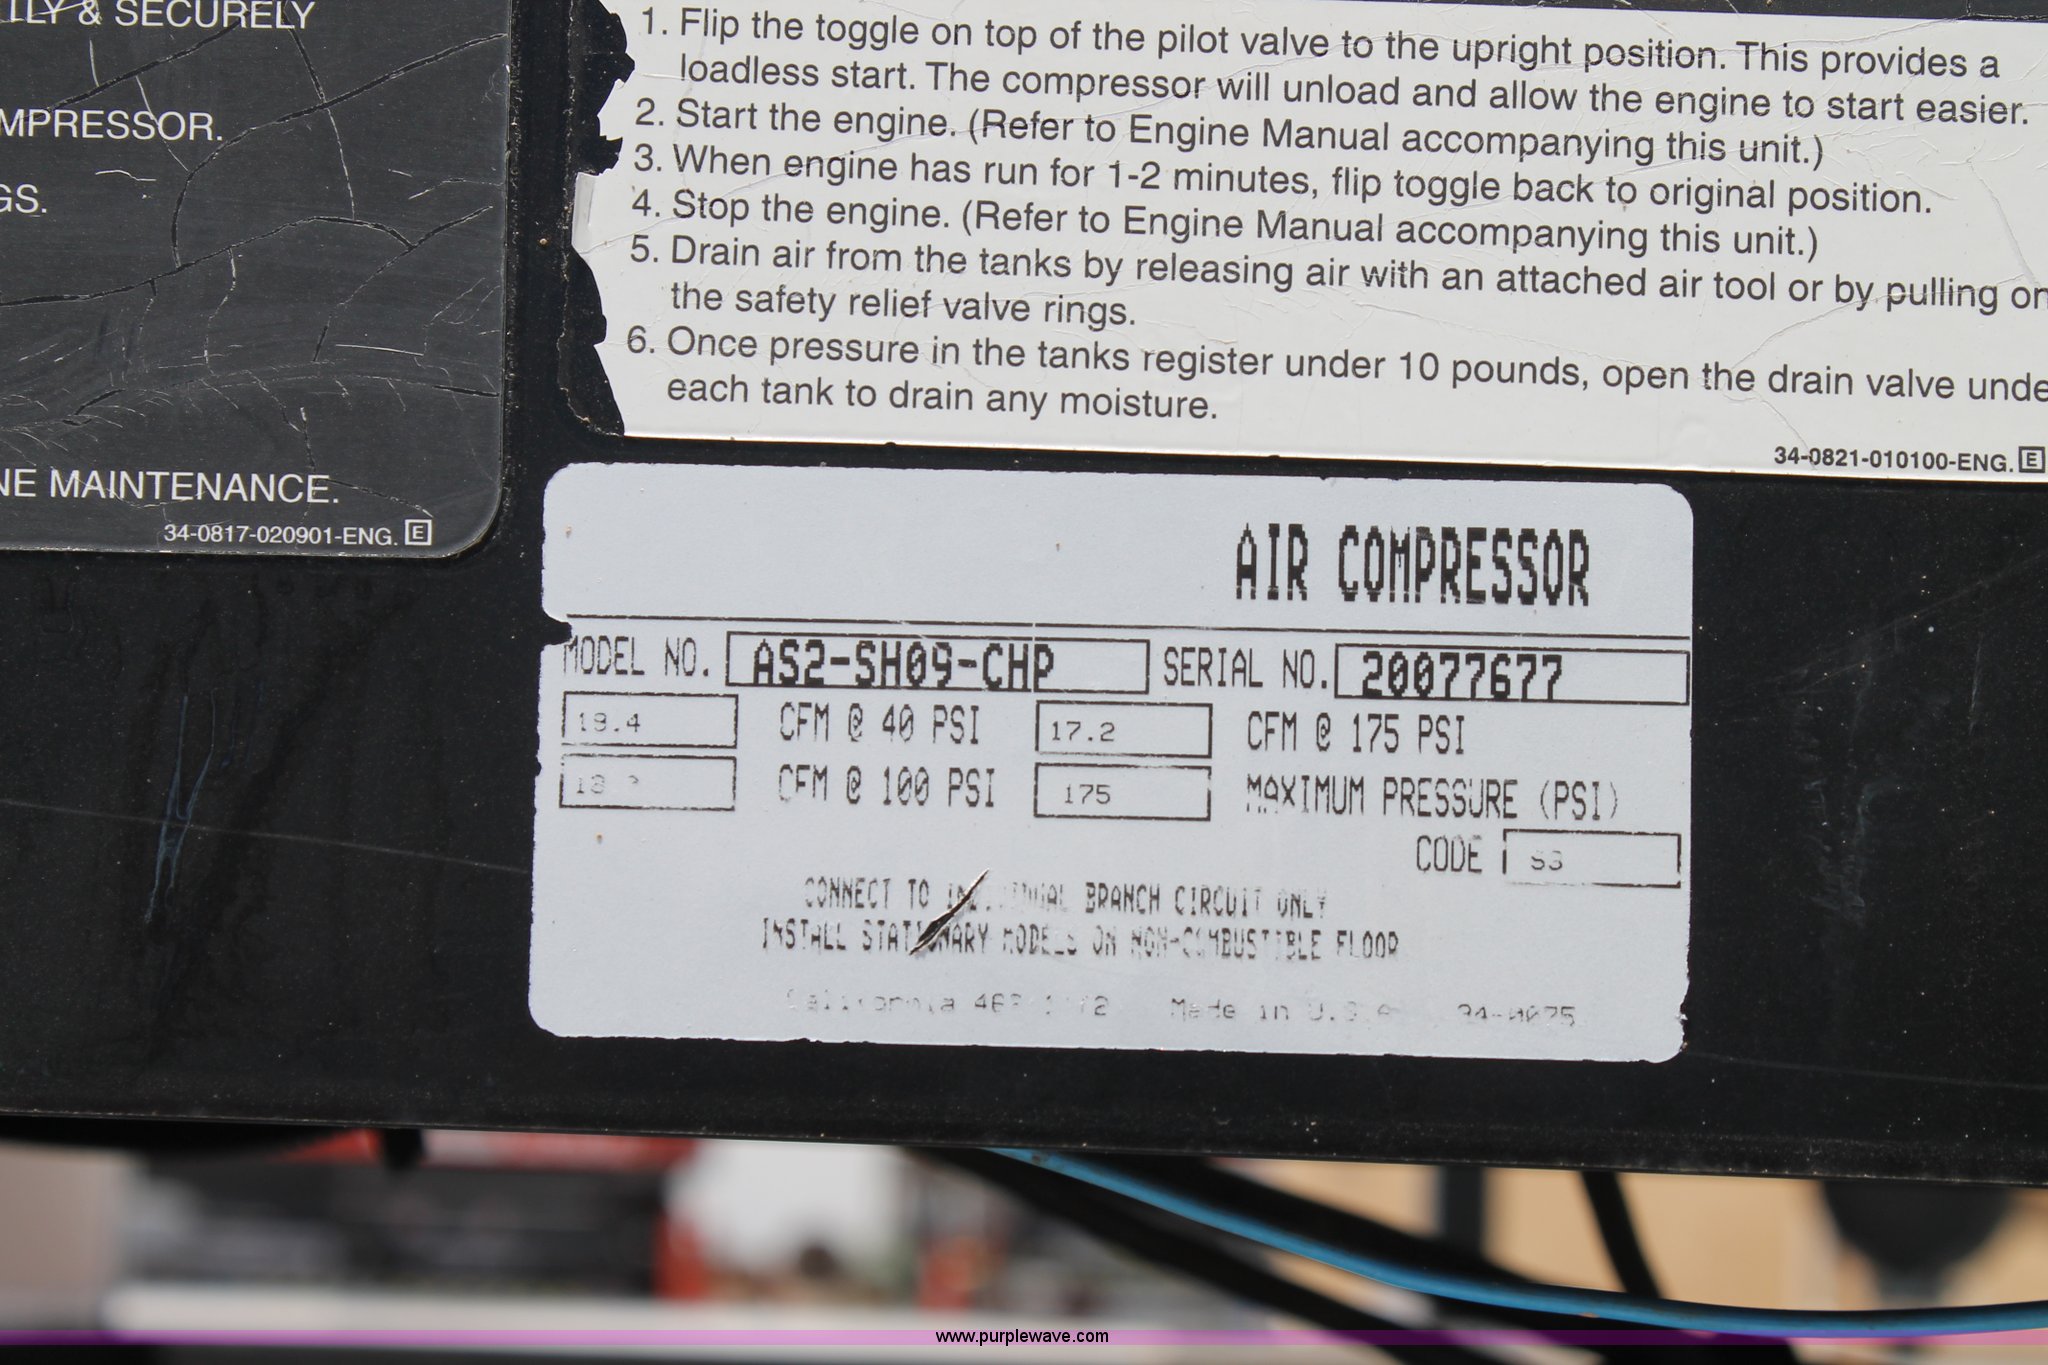 TLY & SECURELY
MPRESSOR.
GS.
NE MAINTENANCE.
34-0817-020901-ENG. E
1. Flip the toggle on top of the pilot valve to the upright position. This provides a
loadless start. The compressor will unload and allow the engine to start easier.
2. Start the engine. (Refer to Engine Manual accompanying this unit.)
3. When engine has run for 1-2 minutes, flip toggle back to original position.
4. Stop the engine. (Refer to Engine Manual accompanying this unit.)
5. Drain air from the tanks by releasing air with an attached air tool or by pulling on
the safety relief valve rings.
6. Once pressure in the tanks register under 10 pounds, open the drain valve unde
each tank to drain any moisture.
34-0821-010100-ENG. E
AIR COMPRESSOR
MODEL NO. AS2-SH09-CHP SERIAL NO. 20077677
CFM @ 40 PSI 17.2 CFM @ 175 PSI
CFM @ 100 PSI 175 MAXIMUM PRESSURE (PSI)
CODE
CONNECT TO INDIVIDUAL BRANCH CIRCUIT ONLY
INSTALL STATIONARY MODELS ON NON-COMBUSTIBLE FLOOR
California Made in U.S.A
www.purplewave.com